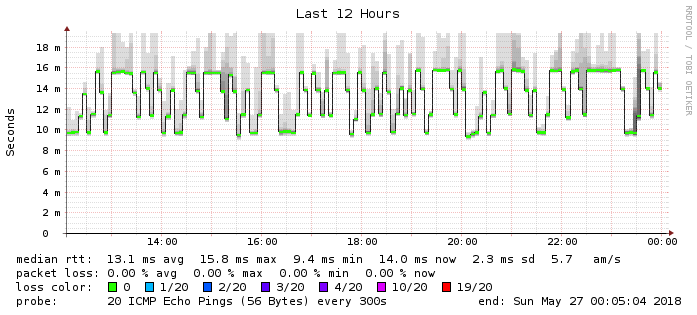 Last 12 Hours
RRDTOOL / TOBI OETIKER
Seconds
18 m
16 m
14 m
12 m
10 m
8 m
6 m
4 m
2 m
0
14:00 16:00 18:00 20:00 22:00 00:00
median rtt: 13.1 ms avg 15.8 ms max 9.4 ms min 14.0 ms now 2.3 ms sd 5.7 am/s
packet loss: 0.00 % avg 0.00 % max 0.00 % min 0.00 % now
loss color: 0 1/20 2/20 3/20 4/20 10/20 19/20
probe: 20 ICMP Echo Pings (56 Bytes) every 300s end: Sun May 27 00:05:04 2018